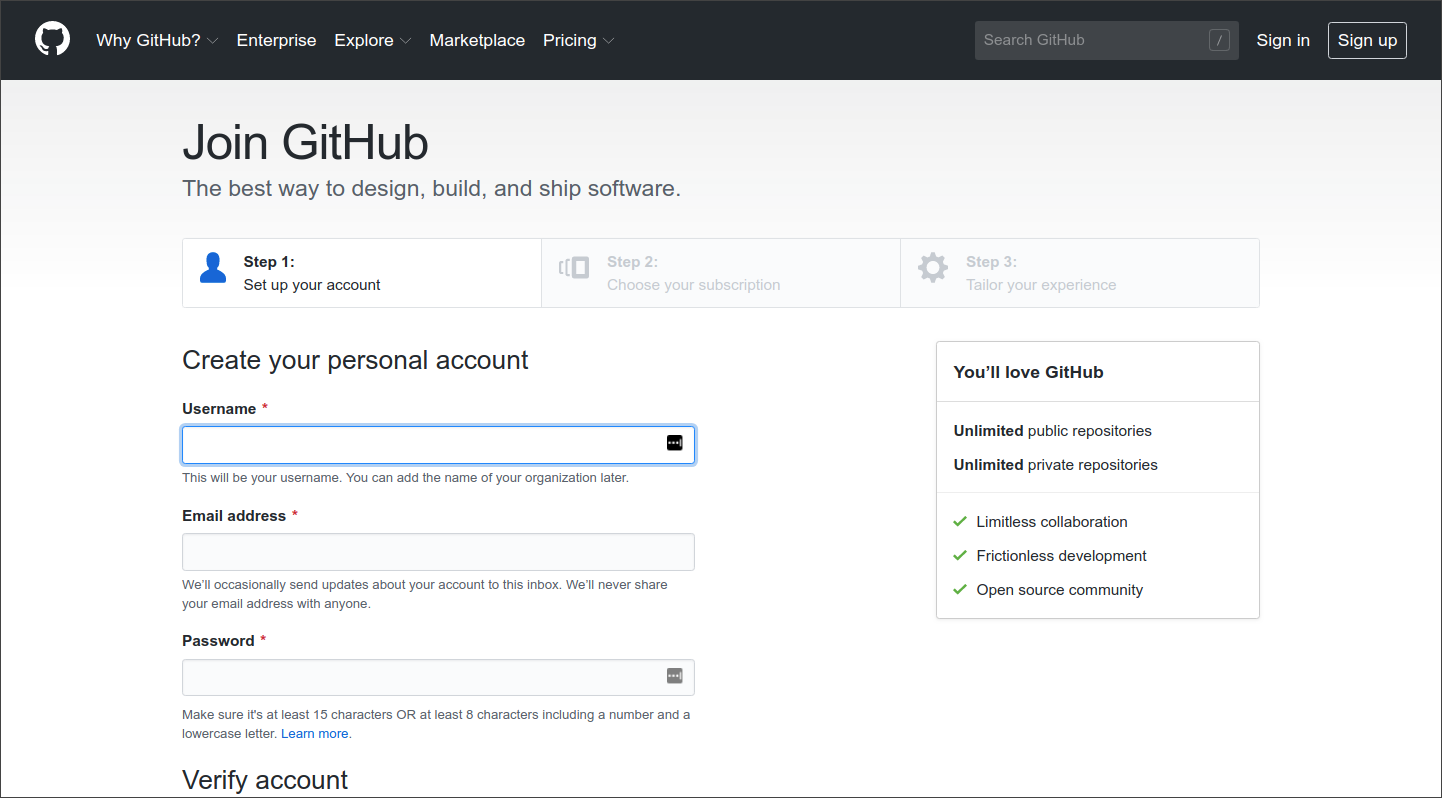 Why GitHub? Enterprise Explore Marketplace Pricing Search GitHub / Sign in Sign up
Join GitHub
The best way to design, build, and ship software.
Step 1:
Set up your account
Step 2:
Choose your subscription
Step 3:
Tailor your experience
Create your personal account
Username *
This will be your username. You can add the name of your organization later.
Email address *
We'll occasionally send updates about your account to this inbox. We'll never share
your email address with anyone.
Password *
Make sure it's at least 15 characters OR at least 8 characters including a number and a
lowercase letter. Learn more.
Verify account
You’ll love GitHub
Unlimited public repositories
Unlimited private repositories
Limitless collaboration
Frictionless development
Open source community